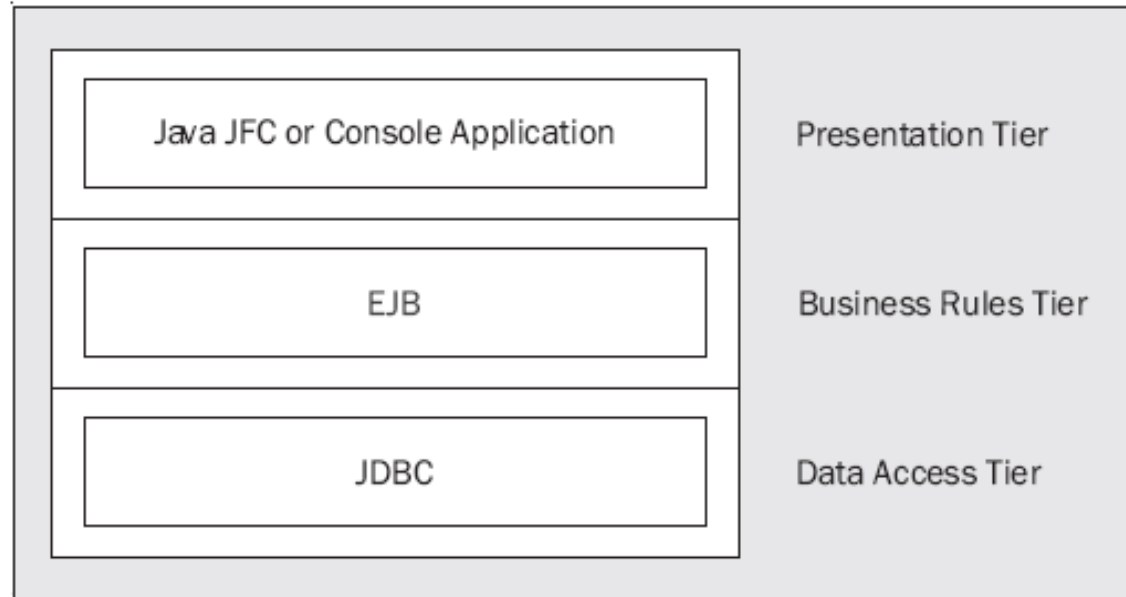 Java JFC or Console Application
Presentation Tier
EJB
Business Rules Tier
JDBC
Data Access Tier